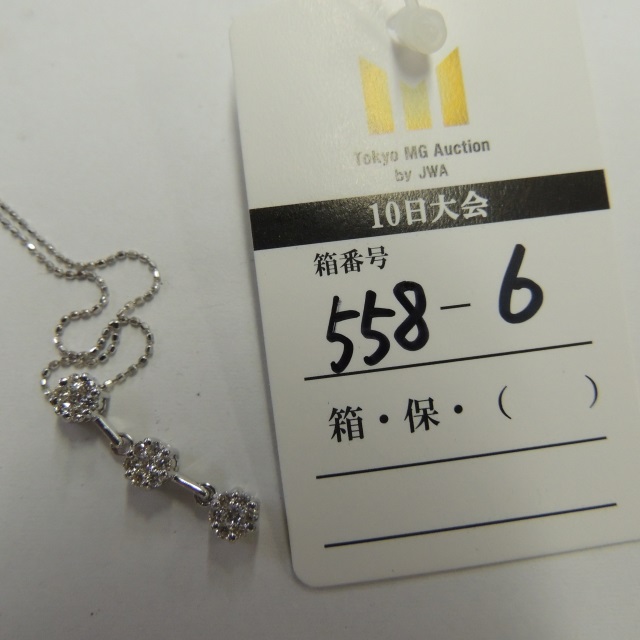 Tokyo MG Auction
by JWA
10日大会
箱番号
558-6
箱・保・(　　)